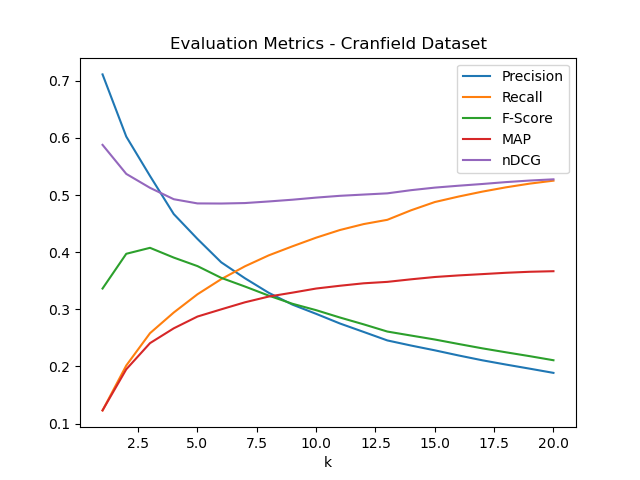 Evaluation Metrics - Cranfield Dataset
Precision
Recall
F-Score
MAP
nDCG
0.7
0.6
0.5
0.4
0.3
0.2
0.1
2.5 5.0 7.5 10.0 12.5 15.0 17.5 20.0
k